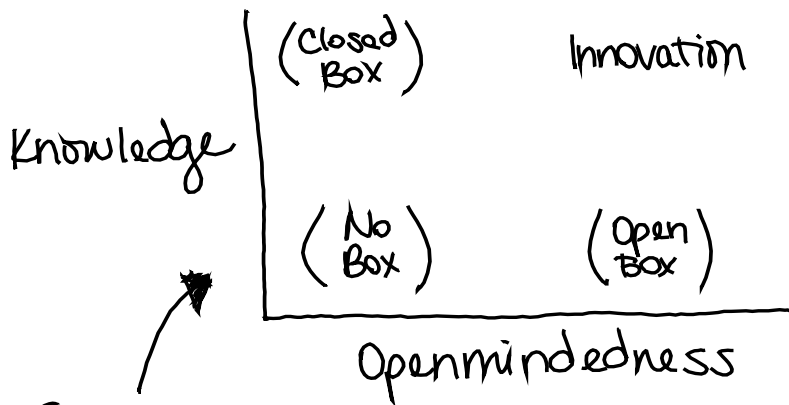 (Closed
Box)
Innovation
Knowledge
(No
Box)
(Open
Box)
Openmindedness